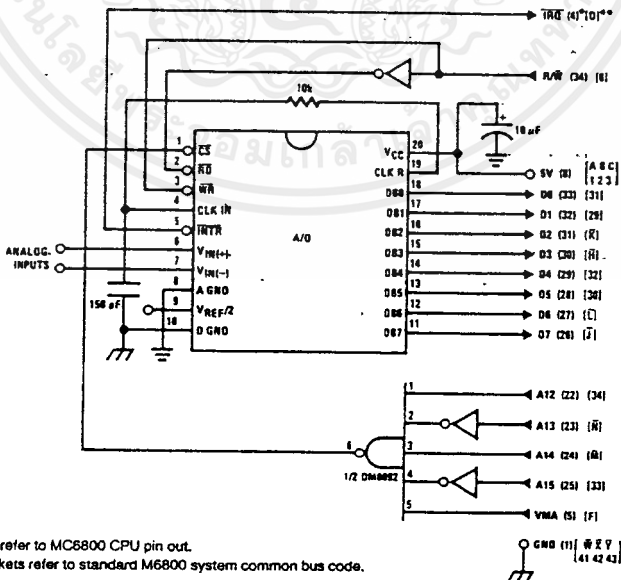 IRQ (4)* [D]**
R/W (34) [6]
10k
10 µF
1 CS
2 RD
3 WR
4 CLK IN
5 INTR
6 VIN(+)
7 VIN(−)
8 A GND
9 VREF/2
10 D GND
A/D
VCC 20
CLK R 19
DB0 18
DB1 17
DB2 16
DB3 15
DB4 14
DB5 13
DB6 12
DB7 11
ANALOG
INPUTS
150 pF
5V (8) [A B C 1 2 3]
D0 (33) [31]
D1 (32) [29]
D2 (31) [K]
D3 (30) [H]
D4 (29) [32]
D5 (28) [30]
D6 (27) [L]
D7 (26) [J]
1 A12 (22) [34]
2 A13 (23) [N]
3 A14 (24) [M]
4 A15 (25) [33]
5 VMA (5) [F]
6
1/2 DM8092
GND (1) [W X Y 41 42 43]
refer to MC6800 CPU pin out.
kets refer to standard M6800 system common bus code.